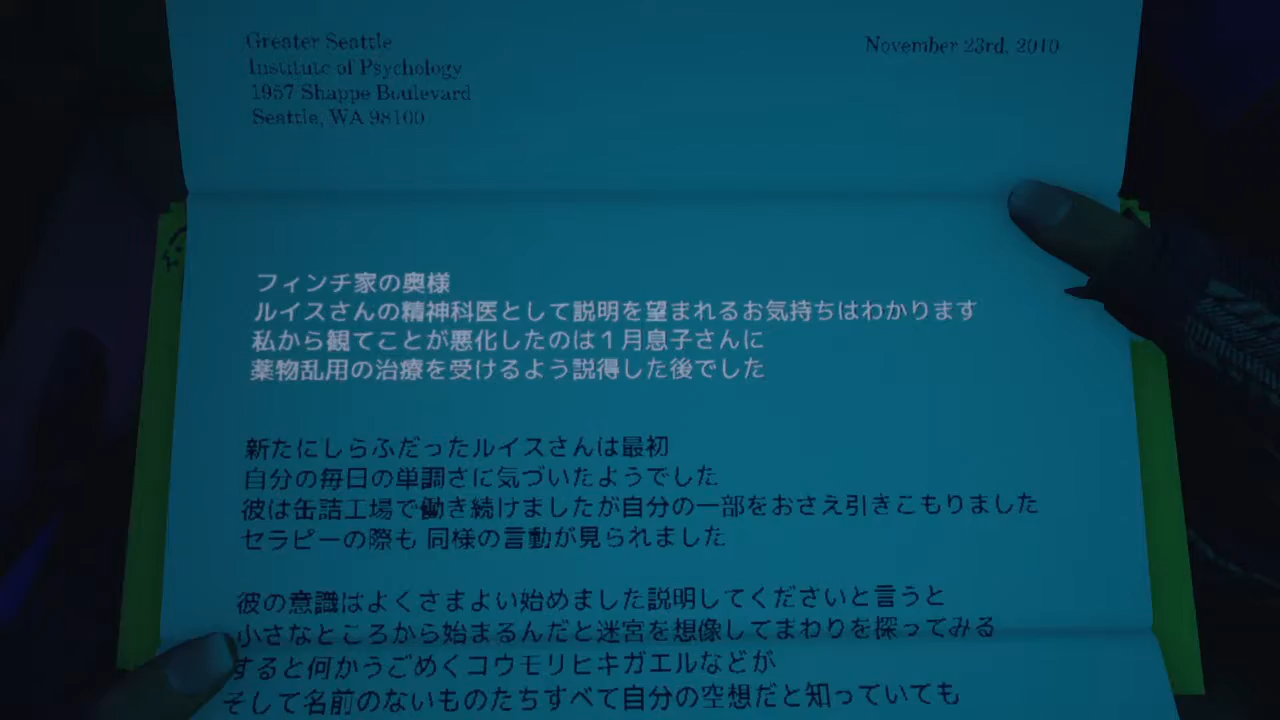 Greater Seattle
Institute of Psychology
1957 Shappe Boulevard
Seattle, WA 98100
November 23rd, 2010
フィンチ家の奥様
ルイスさんの精神科医として説明を望まれるお気持ちはわかります
私から観てことが悪化したのは1月息子さんに
薬物乱用の治療を受けるよう説得した後でした
新たにしらふだったルイスさんは最初
自分の毎日の単調さに気づいたようでした
彼は缶詰工場で働き続けましたが自分の一部をおさえ引きこもりました
セラピーの際も 同様の言動が見られました
彼の意識はよくさまよい始めました説明してくださいと言うと
小さなところから始まるんだと迷宮を想像してまわりを探ってみる
すると何かうごめくコウモリヒキガエルなどが
そして名前のないものたちすべて自分の空想だと知っていても